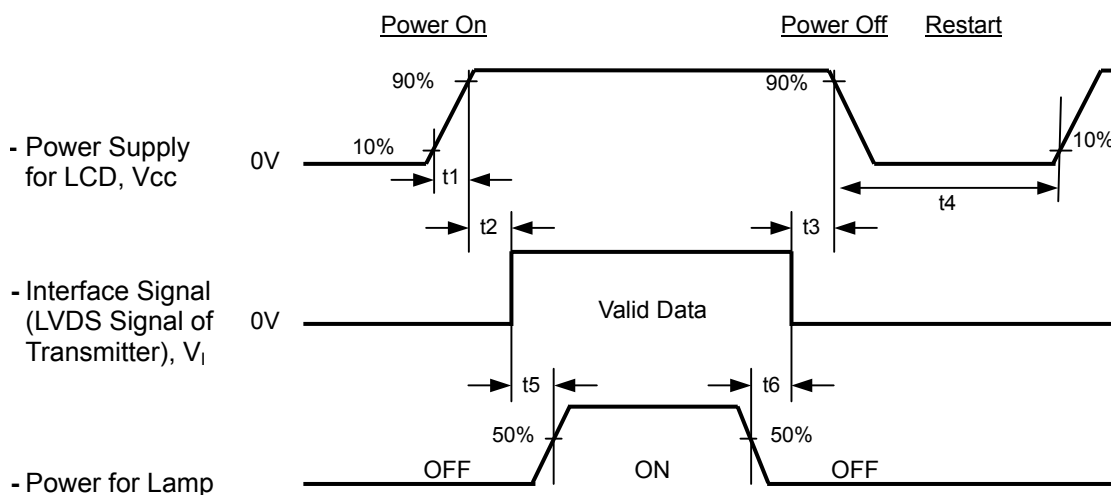 Power On
Power Off
Restart
90%
90%
10%
10%
- Power Supply
for LCD, Vcc
0V
t1
t4
t2
t3
- Interface Signal
(LVDS Signal of
Transmitter), VI
0V
Valid Data
t5
t6
50%
50%
- Power for Lamp
OFF
ON
OFF